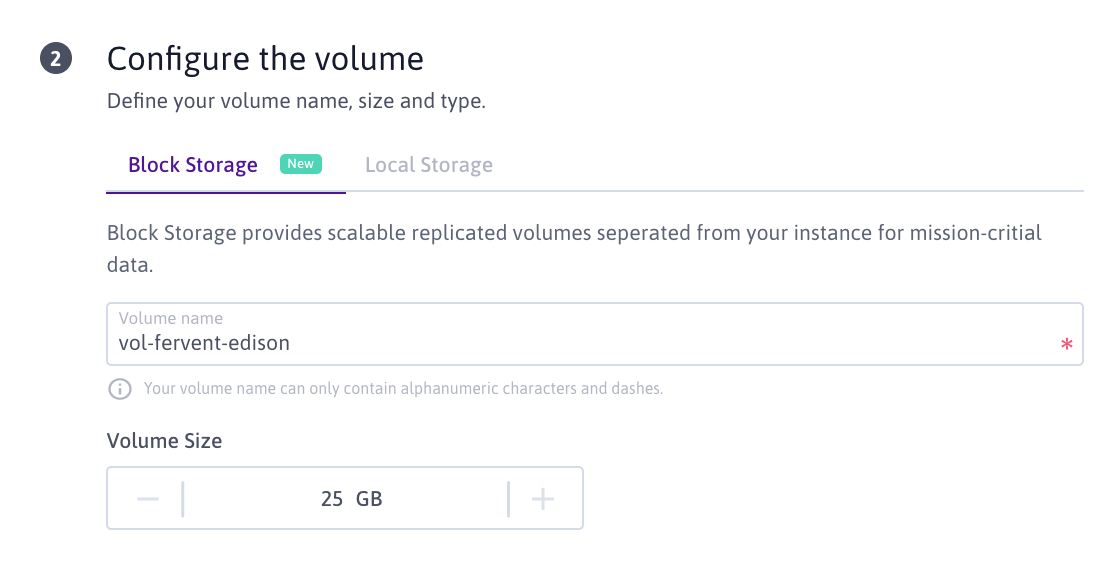 2
Configure the volume
Define your volume name, size and type.
Block Storage New Local Storage
Block Storage provides scalable replicated volumes seperated from your instance for mission-critial
data.
Volume name
vol-fervent-edison *
Your volume name can only contain alphanumeric characters and dashes.
Volume Size
25 GB